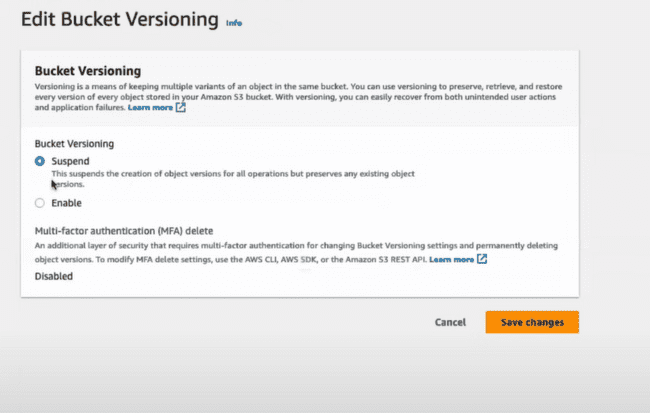 Edit Bucket Versioning Info
Bucket Versioning
Versioning is a means of keeping multiple variants of an object in the same bucket. You can use versioning to preserve, retrieve, and restore
every version of every object stored in your Amazon S3 bucket. With versioning, you can easily recover from both unintended user actions
and application failures. Learn more
Bucket Versioning
Suspend
This suspends the creation of object versions for all operations but preserves any existing object
versions.
Enable
Multi-factor authentication (MFA) delete
An additional layer of security that requires multi-factor authentication for changing Bucket Versioning settings and permanently deleting
object versions. To modify MFA delete settings, use the AWS CLI, AWS SDK, or the Amazon S3 REST API. Learn more
Disabled
Cancel Save changes